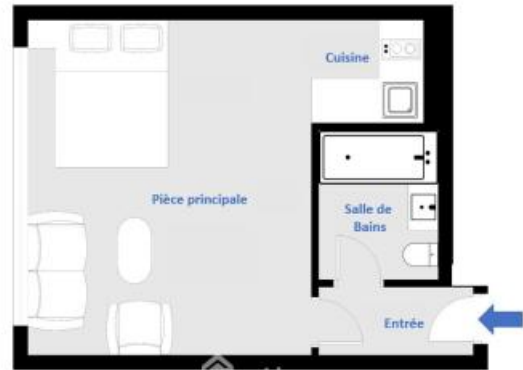 Cuisine
Pièce principale
Salle de
Bains
Entrée